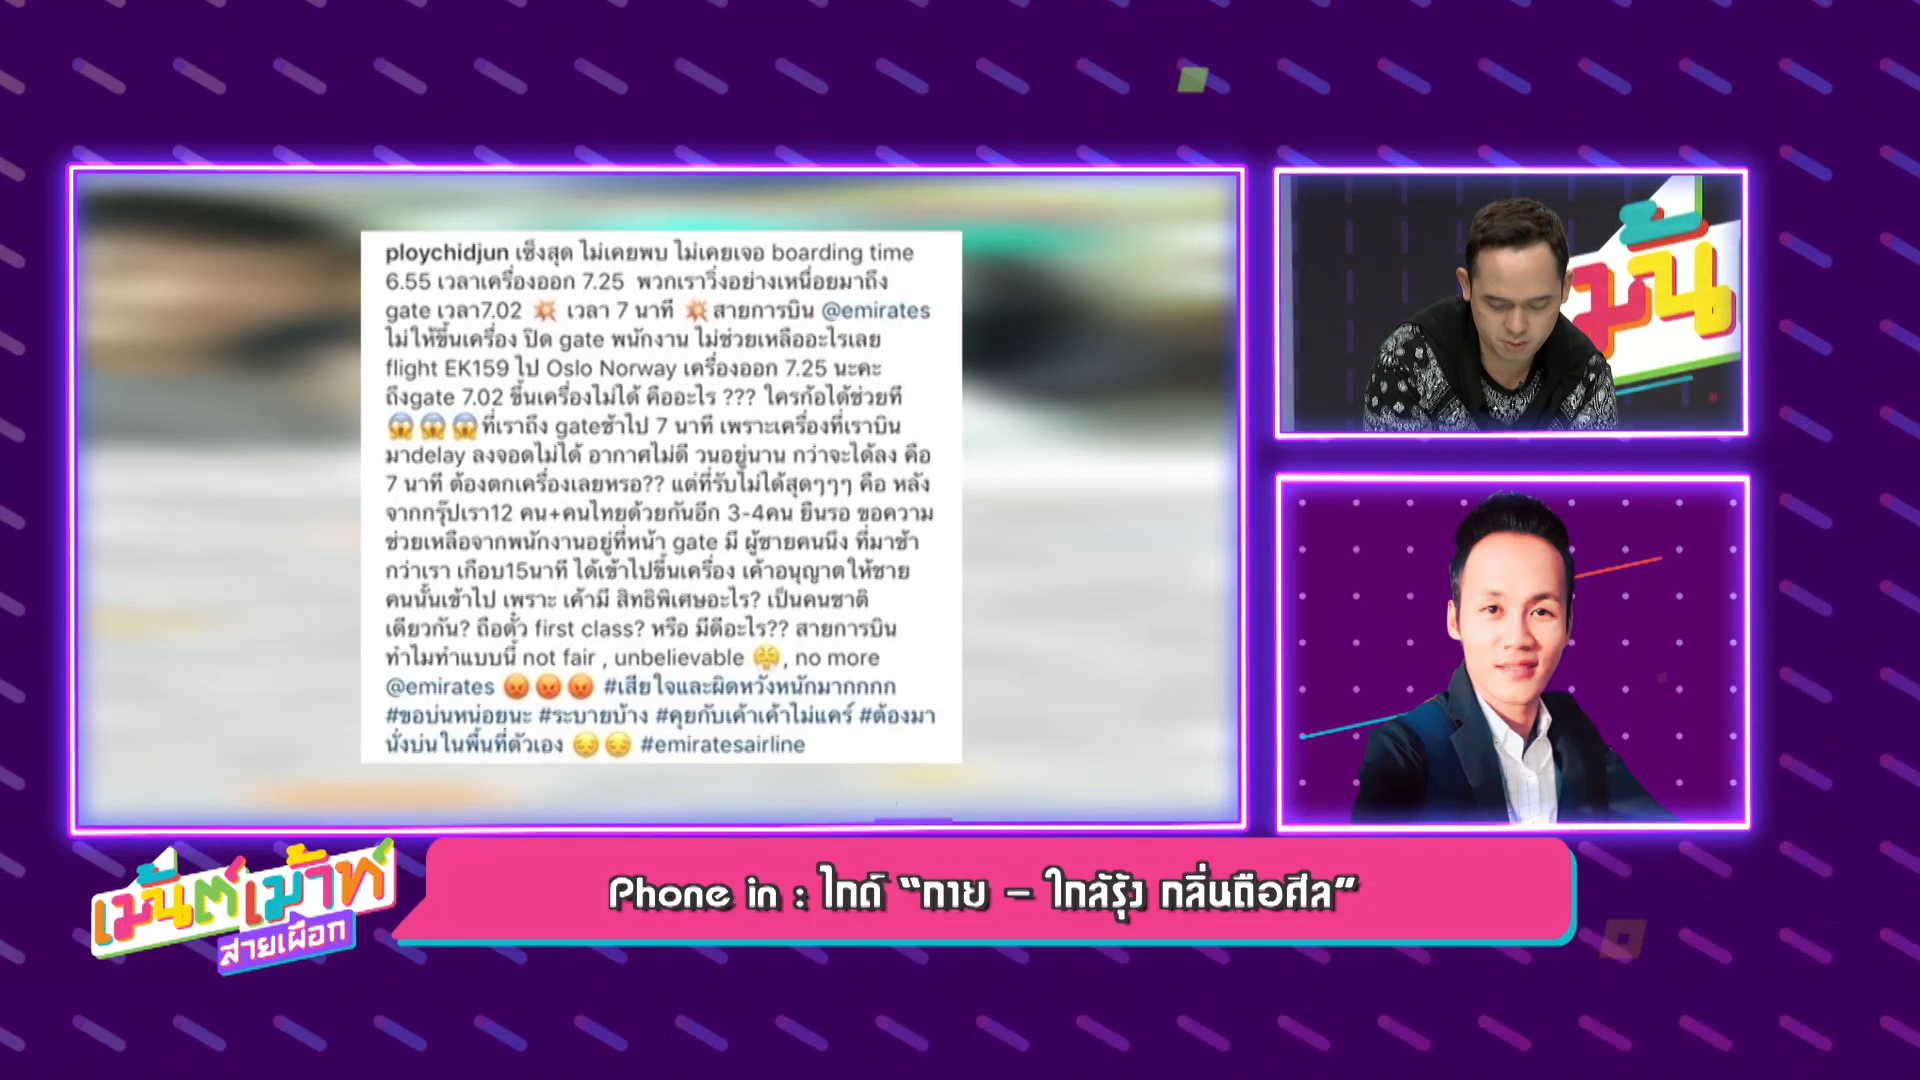 ploychidjun เซ็งสุด ไม่เคยพบ ไม่เคยเจอ boarding time
6.55 เวลาเครื่องออก 7.25 พวกเราวิ่งอย่างเหนื่อยมาถึง
gate เวลา7.02 💥 เวลา 7 นาที 💥สายการบิน @emirates
ไม่ให้ขึ้นเครื่อง ปิด gate พนักงาน ไม่ช่วยเหลืออะไรเลย
flight EK159 ไป Oslo Norway เครื่องออก 7.25 นะคะ
ถึงgate 7.02 ขึ้นเครื่องไม่ได้ คืออะไร ??? ใครก้อได้ช่วยที
😱😱😱ที่เราถึง gateช้าไป 7 นาที เพราะเครื่องที่เราบิน
มาdelay ลงจอดไม่ได้ อากาศไม่ดี วนอยู่นาน กว่าจะได้ลง คือ
7 นาที ต้องตกเครื่องเลยหรอ?? แต่ที่รับไม่ได้สุดๆๆๆ คือ หลัง
จากกรุ๊ปเรา12 คน+คนไทยด้วยกันอีก 3-4คน ยืนรอ ขอความ
ช่วยเหลือจากพนักงานอยู่ที่หน้า gate มี ผู้ชายคนนึง ที่มาช้า
กว่าเรา เกือบ15นาที ได้เข้าไปขึ้นเครื่อง เค้าอนุญาตให้ชาย
คนนั้นเข้าไป เพราะ เค้ามี สิทธิพิเศษอะไร? เป็นคนชาติ
เดียวกัน? ถือตั๋ว first class? หรือ มีดีอะไร?? สายการบิน
ทำไมทำแบบนี้ not fair , unbelievable 😤, no more
@emirates 😡😡😡 #เสียใจและผิดหวังหนักมากกกก
#ขอบ่นหน่อยนะ #ระบายบ้าง #คุยกับเค้าเค้าไม่แคร์ #ต้องมา
นั่งบ่นในพื้นที่ตัวเอง 😔😔 #emiratesairline
มั้น
เม้นต์เม้าท์
สายเผือก
Phone in : ไกด์ “กาย – ใกล้รุ้ง กลิ่นถือศีล”